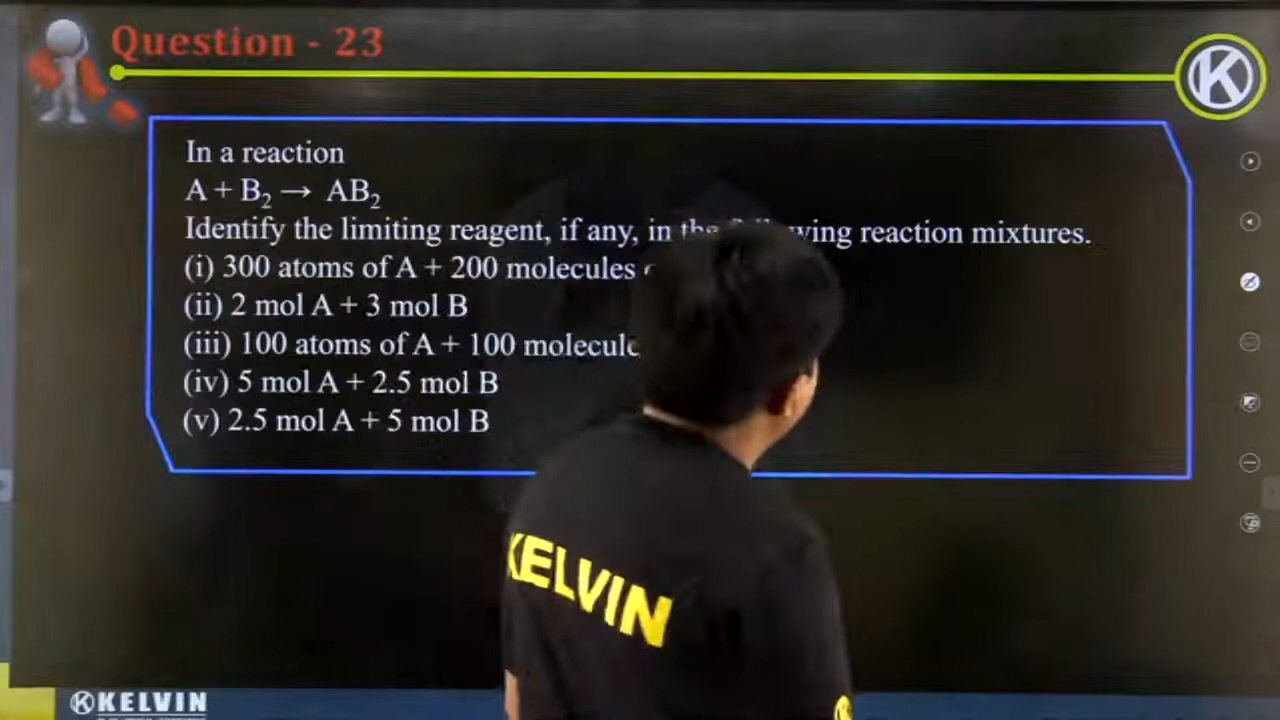 Question - 23
In a reaction
A + B₂ → AB₂
Identify the limiting reagent, if any, in reaction mixtures.
(i) 300 atoms of A + 200 molecules
(ii) 2 mol A + 3 mol B
(iii) 100 atoms of A + 100
(iv) 5 mol A + 2.5 mol B
(v) 2.5 mol A + 5 mol B
KELVIN
K KELVIN